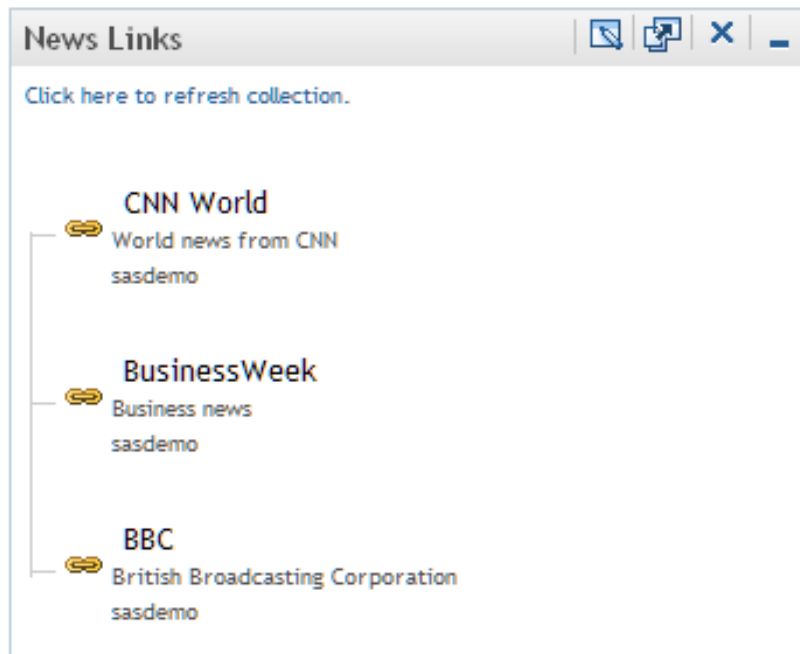 News Links
Click here to refresh collection.
CNN World
World news from CNN
sasdemo
BusinessWeek
Business news
sasdemo
BBC
British Broadcasting Corporation
sasdemo